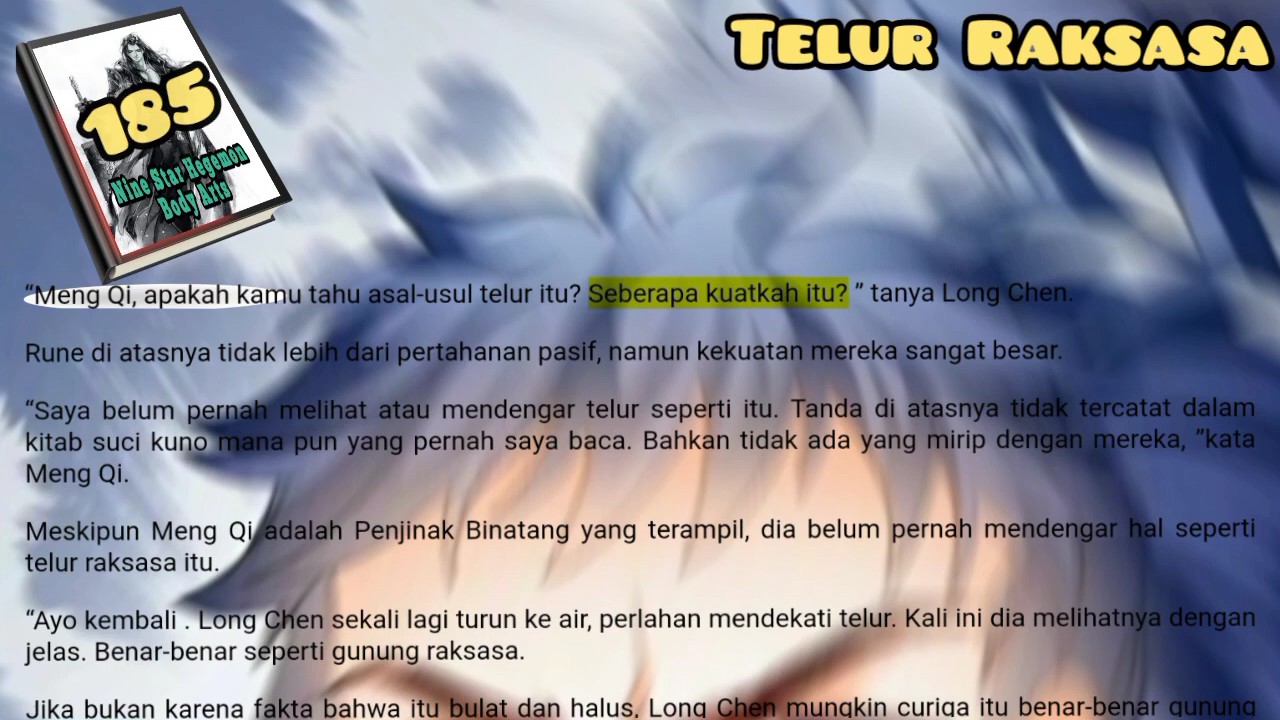 Telur Raksasa
185
Nine Star Hegemon
Body Arts
“Meng Qi, apakah kamu tahu asal-usul telur itu? Seberapa kuatkah itu? ” tanya Long Chen.
Rune di atasnya tidak lebih dari pertahanan pasif, namun kekuatan mereka sangat besar.
“Saya belum pernah melihat atau mendengar telur seperti itu. Tanda di atasnya tidak tercatat dalam
kitab suci kuno mana pun yang pernah saya baca. Bahkan tidak ada yang mirip dengan mereka, ”kata
Meng Qi.
Meskipun Meng Qi adalah Penjinak Binatang yang terampil, dia belum pernah mendengar hal seperti
telur raksasa itu.
“Ayo kembali . Long Chen sekali lagi turun ke air, perlahan mendekati telur. Kali ini dia melihatnya dengan
jelas. Benar-benar seperti gunung raksasa.
Jika bukan karena fakta bahwa itu bulat dan halus, Long Chen mungkin curiga itu benar-benar gunung